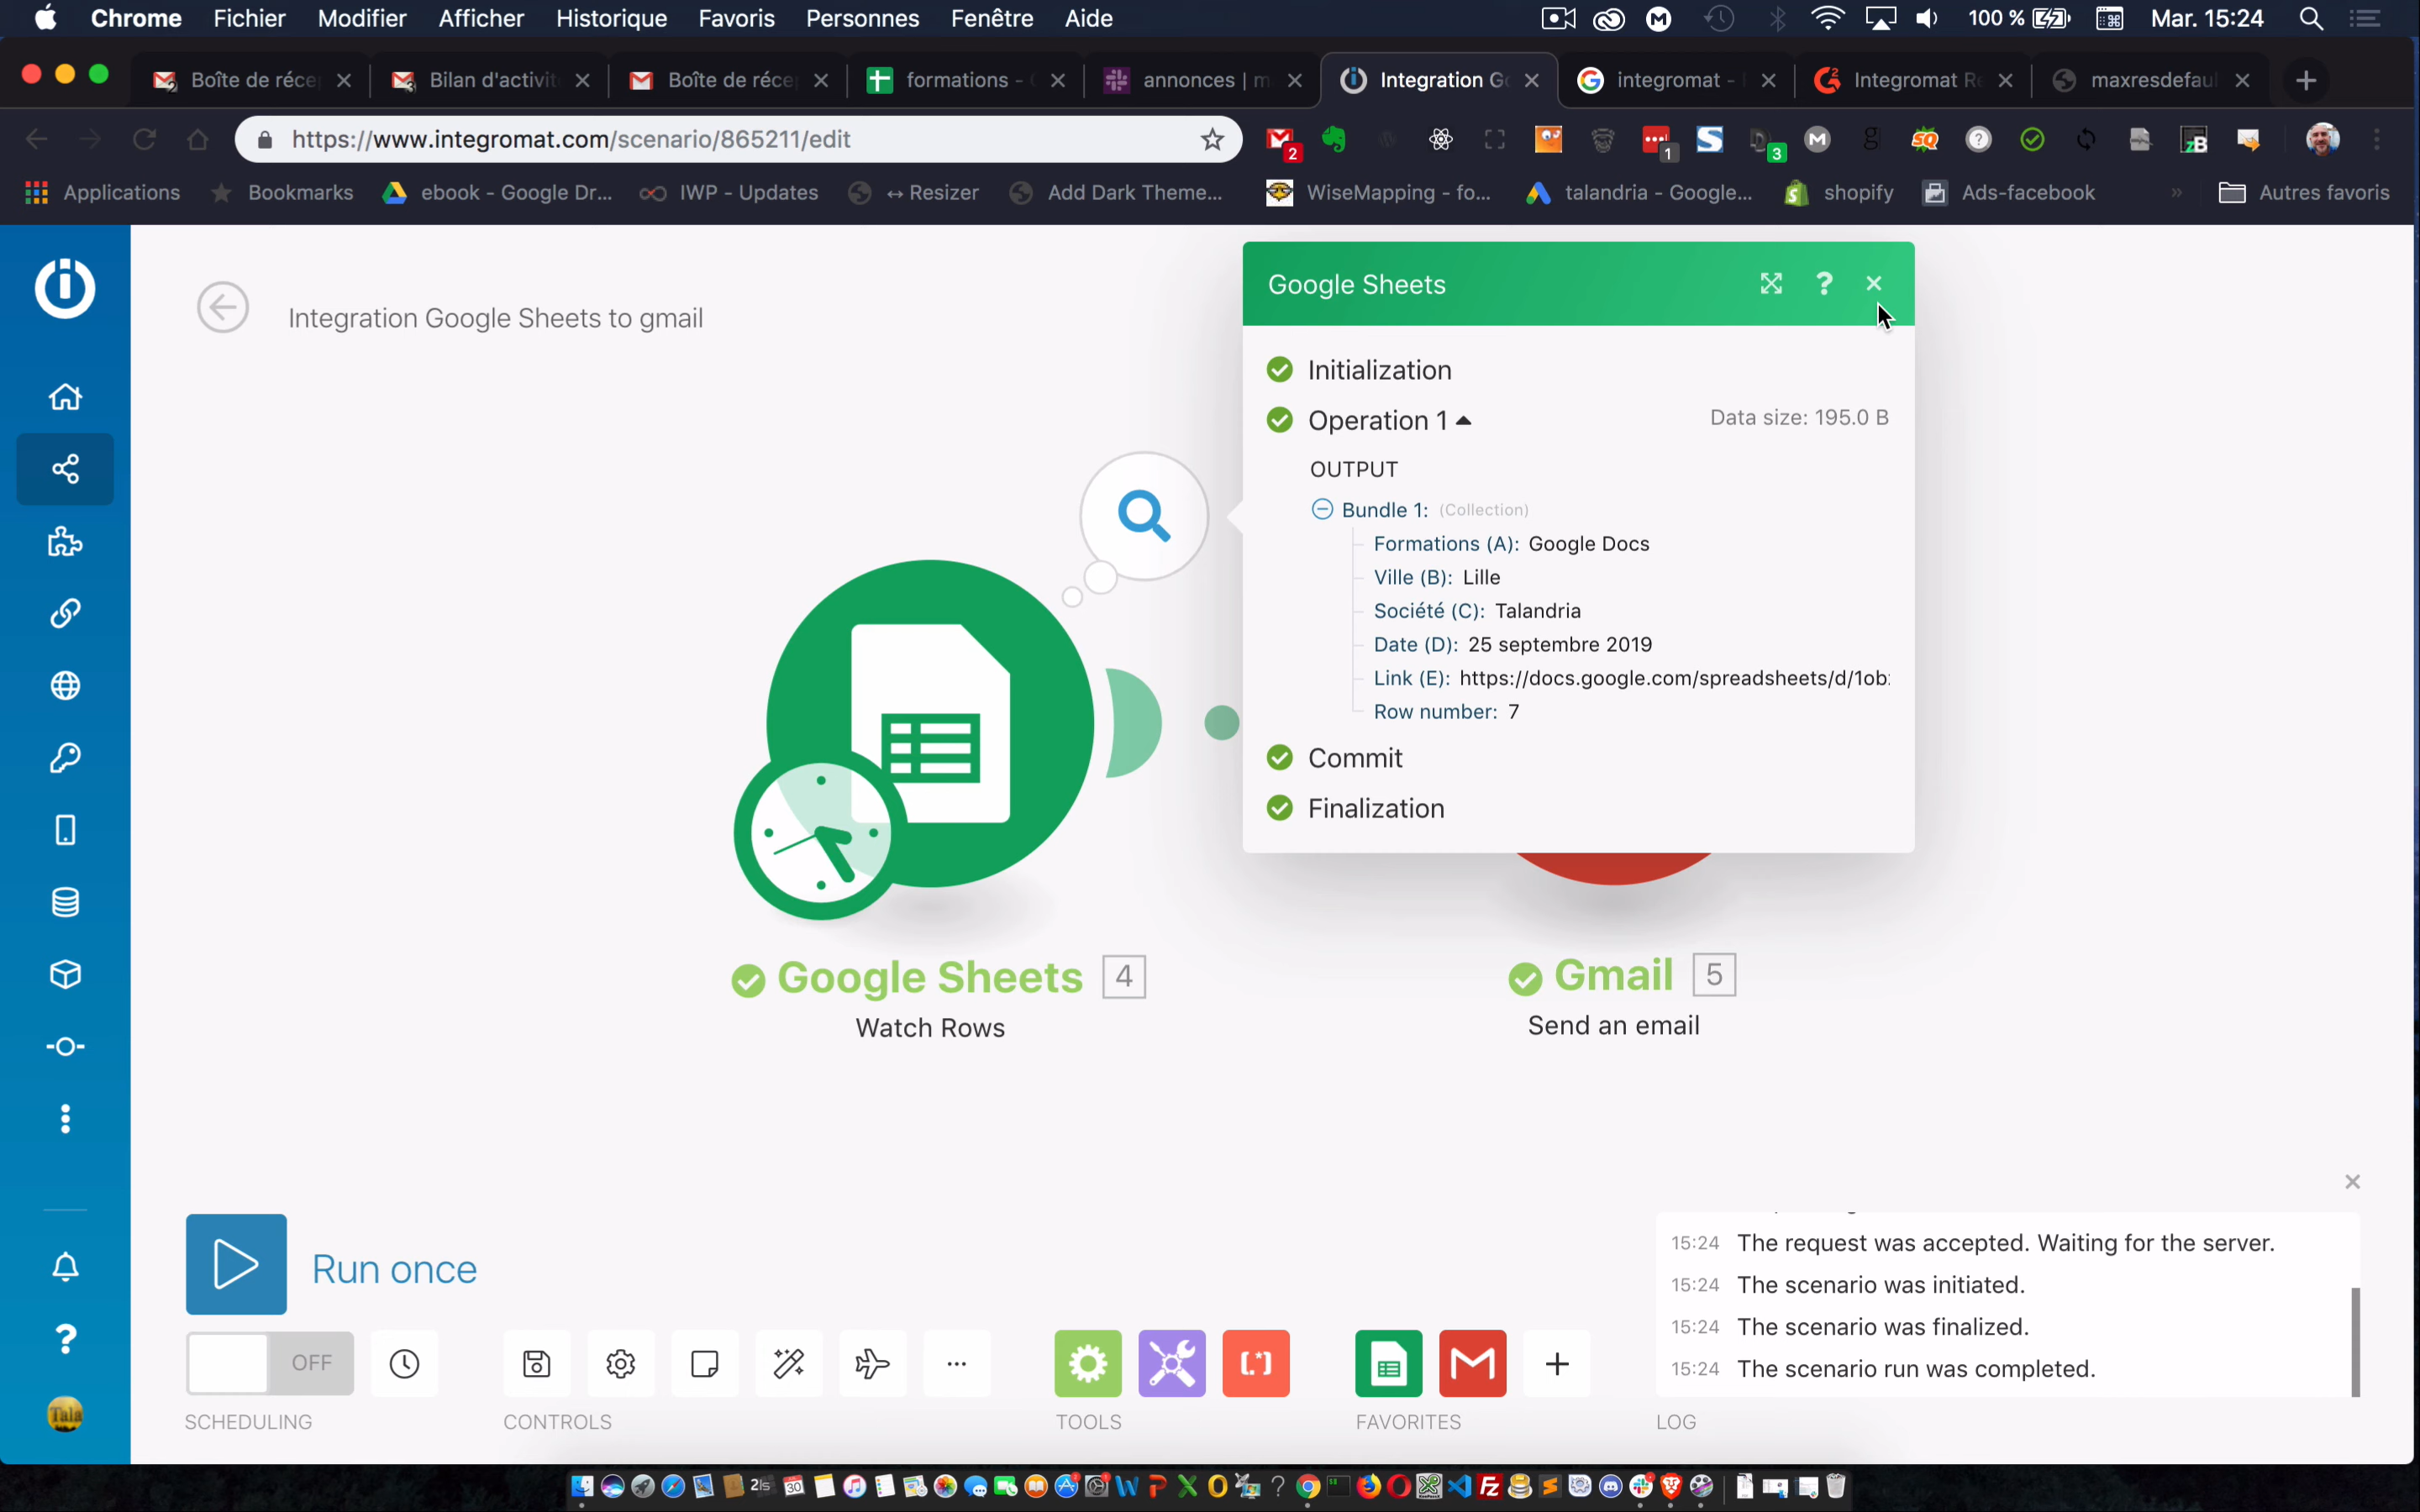 Chrome Fichier Modifier Afficher Historique Favoris Personnes Fenêtre Aide 100 % Mar. 15:24
Boîte de réce Bilan d'activit Boîte de réce formations - annonces | m Integration G integromat - Integromat Re maxresdefaul
https://www.integromat.com/scenario/865211/edit 2 1 3
Applications Bookmarks ebook - Google Dr... IWP - Updates ↔ Resizer Add Dark Theme... WiseMapping - fo... talandria - Google... shopify Ads-facebook » Autres favoris
Integration Google Sheets to gmail
Google Sheets
Initialization
Operation 1 Data size: 195.0 B
OUTPUT
Bundle 1: (Collection)
Formations (A): Google Docs
Ville (B): Lille
Société (C): Talandria
Date (D): 25 septembre 2019
Link (E): https://docs.google.com/spreadsheets/d/1ob
Row number: 7
Commit
Finalization
Google Sheets 4
Watch Rows
Gmail 5
Send an email
Run once
OFF
SCHEDULING
CONTROLS
TOOLS
FAVORITES
15:24 The request was accepted. Waiting for the server.
15:24 The scenario was initiated.
15:24 The scenario was finalized.
15:24 The scenario run was completed.
LOG
Tala